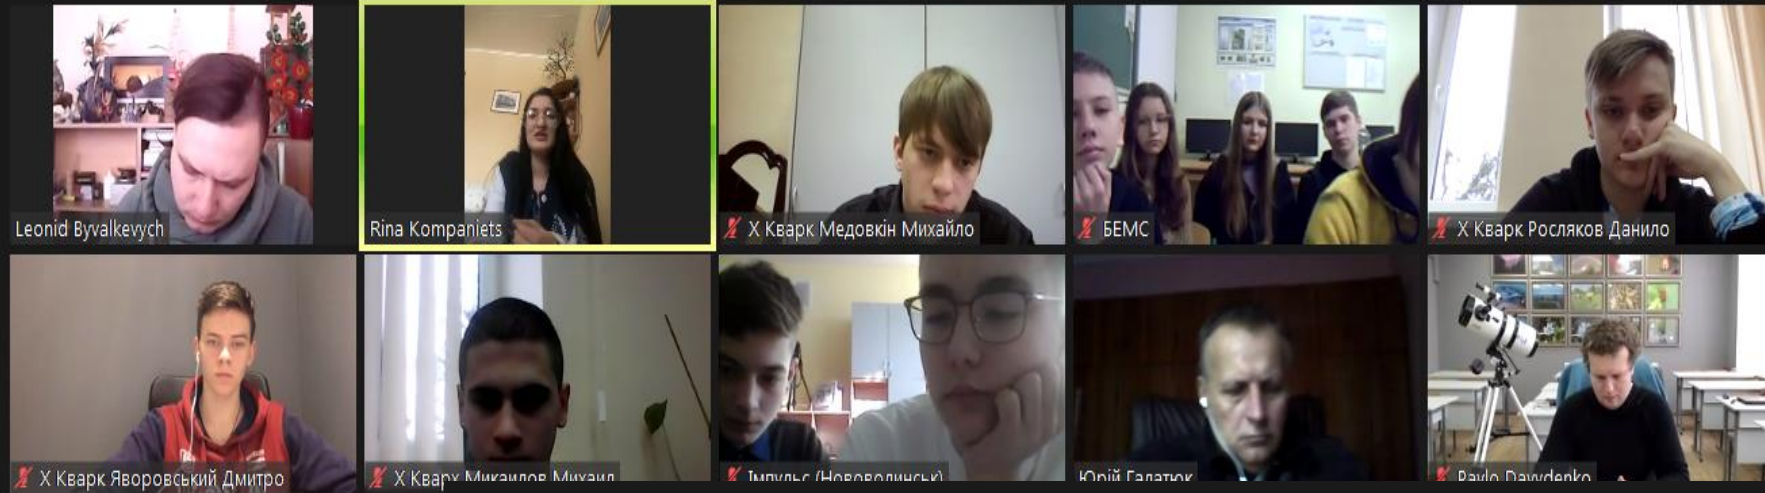 Leonid Byvalkevych
Rina Kompaniets
Х Кварк Медовкін Михайло
БЕМС
Х Кварк Росляков Данило
Х Кварк Яворовський Дмитро
Х Кварх Микаилов Михаил
Імпульс (Нововолинськ)
Юрій Галатюк
Pavlo Davydenko